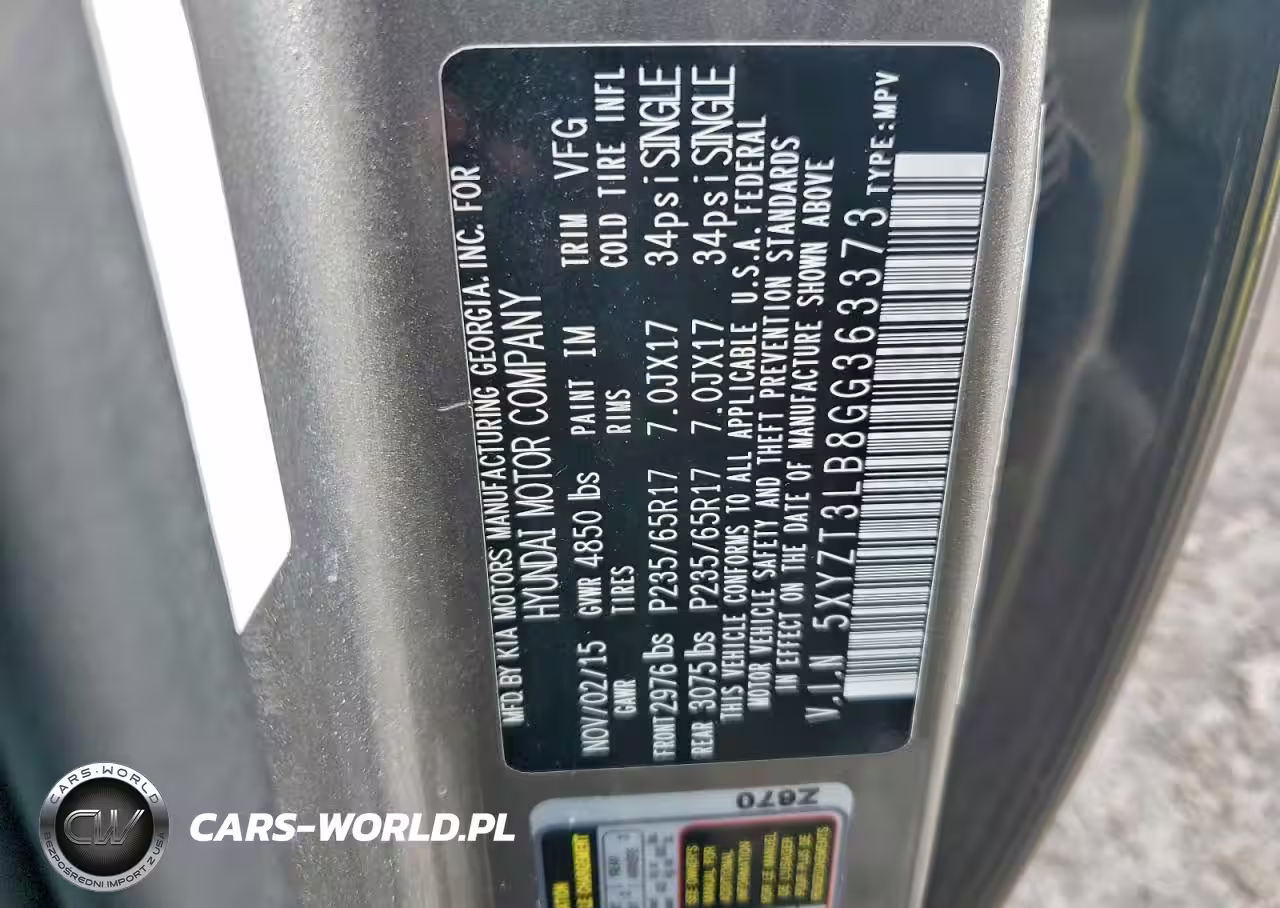 MFD.BY KIA MOTORS MANUFACTURING GEORGIA, INC. FOR
HYUNDAI MOTOR COMPANY
NOV/02/15 GVWR 4850 lbs PAINT IM TRIM VFG
GAWR TIRES RIMS COLD TIRE INFL
FRONT 2976 lbs P235/65R17 7.0JX17 34psi SINGLE
REAR 3075 lbs P235/65R17 7.0JX17 34psi SINGLE
THIS VEHICLE CONFORMS TO ALL APPLICABLE U.S.A. FEDERAL
MOTOR VEHICLE SAFETY AND THEFT PREVENTION STANDARDS
IN EFFECT ON THE DATE OF MANUFACTURE SHOWN ABOVE
V.I.N 5XYZT3LB8GG363373 TYPE:MPV
Z670
CARS-WORLD
CW
BEZPOŚREDNI IMPORT Z USA
CARS-WORLD.PL